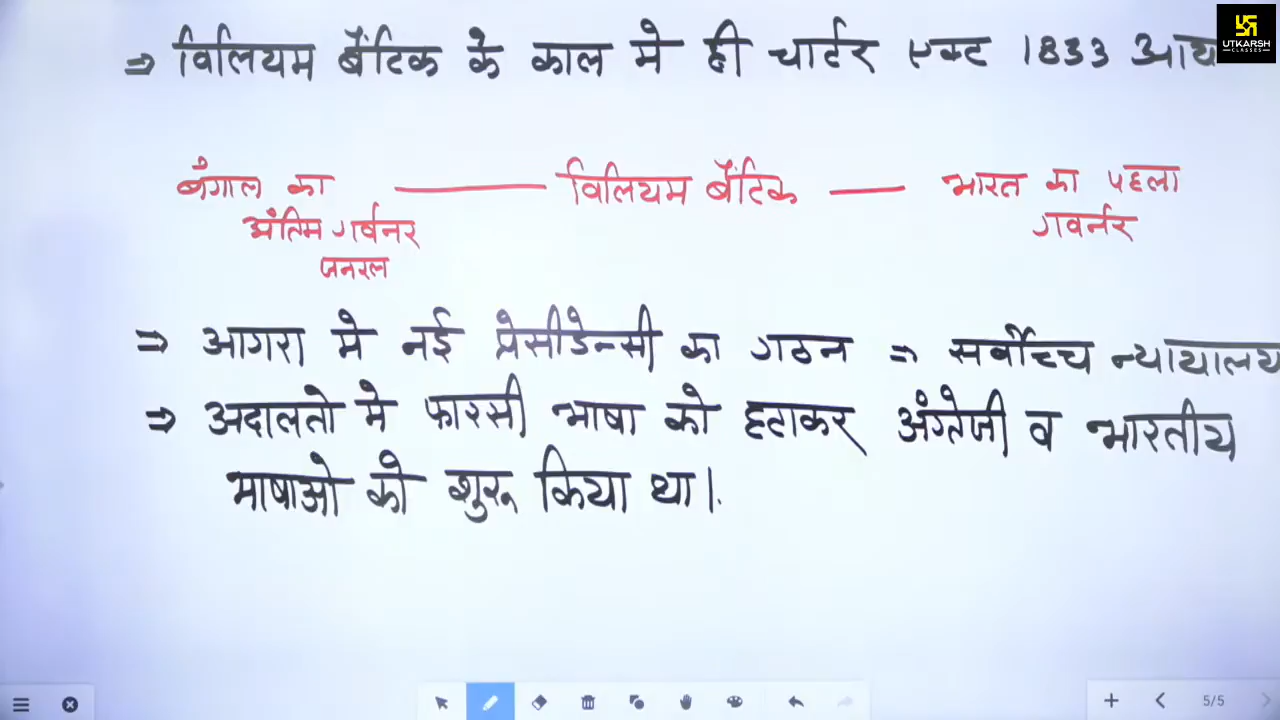 ⇒ विलियम बैंटिक के काल मे ही चार्टर एक्ट 1833 आया
बंगाल का —— विलियम बैंटिक — भारत का पहला
अंतिम गर्वनर गवर्नर
जनरल
⇒ आगरा मे नई प्रेसीडेन्सी का गठन ⇒ सर्वोच्च न्यायालय
⇒ अदालतो मे फारसी भाषा को हटाकर अंग्रेजी व भारतीय
भाषाओ को शुरू किया था।
UTKARSH
CLASSES
5/5